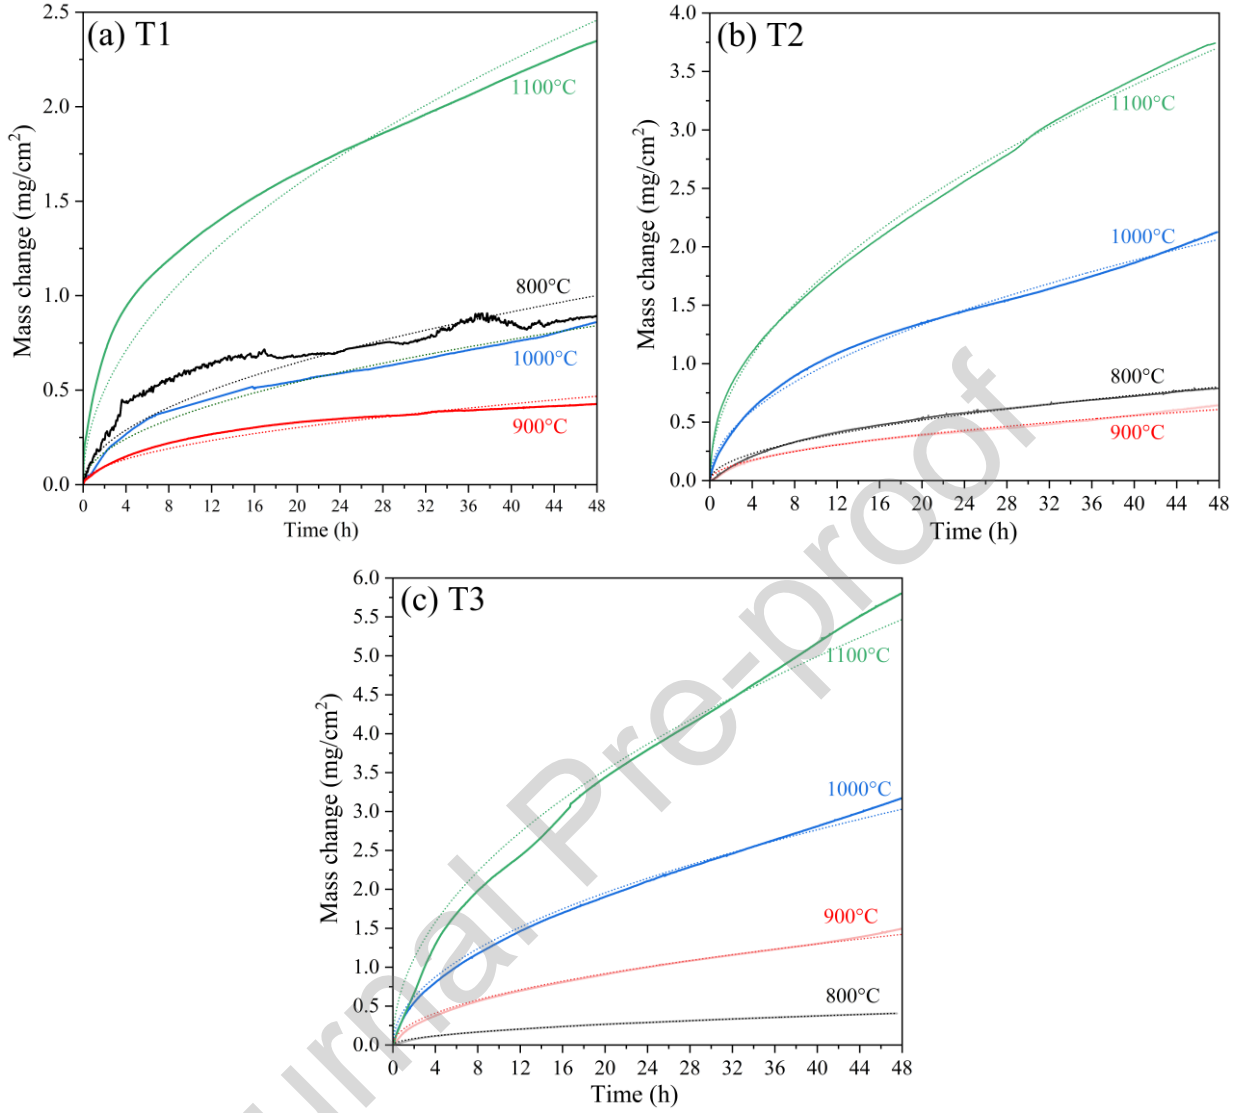 (a) T1
Mass change (mg/cm²)
2.5
2.0
1.5
1.0
0.5
0.0
1100°C
800°C
1000°C
900°C
0 4 8 12 16 20 24 28 32 36 40 44 48
Time (h)
(b) T2
Mass change (mg/cm²)
4.0
3.5
3.0
2.5
2.0
1.5
1.0
0.5
0.0
1100°C
1000°C
800°C
900°C
0 4 8 12 16 20 24 28 32 36 40 44 48
Time (h)
(c) T3
Mass change (mg/cm²)
6.0
5.5
5.0
4.5
4.0
3.5
3.0
2.5
2.0
1.5
1.0
0.5
0.0
1100°C
1000°C
900°C
800°C
0 4 8 12 16 20 24 28 32 36 40 44 48
Time (h)
urnal Pre-proof